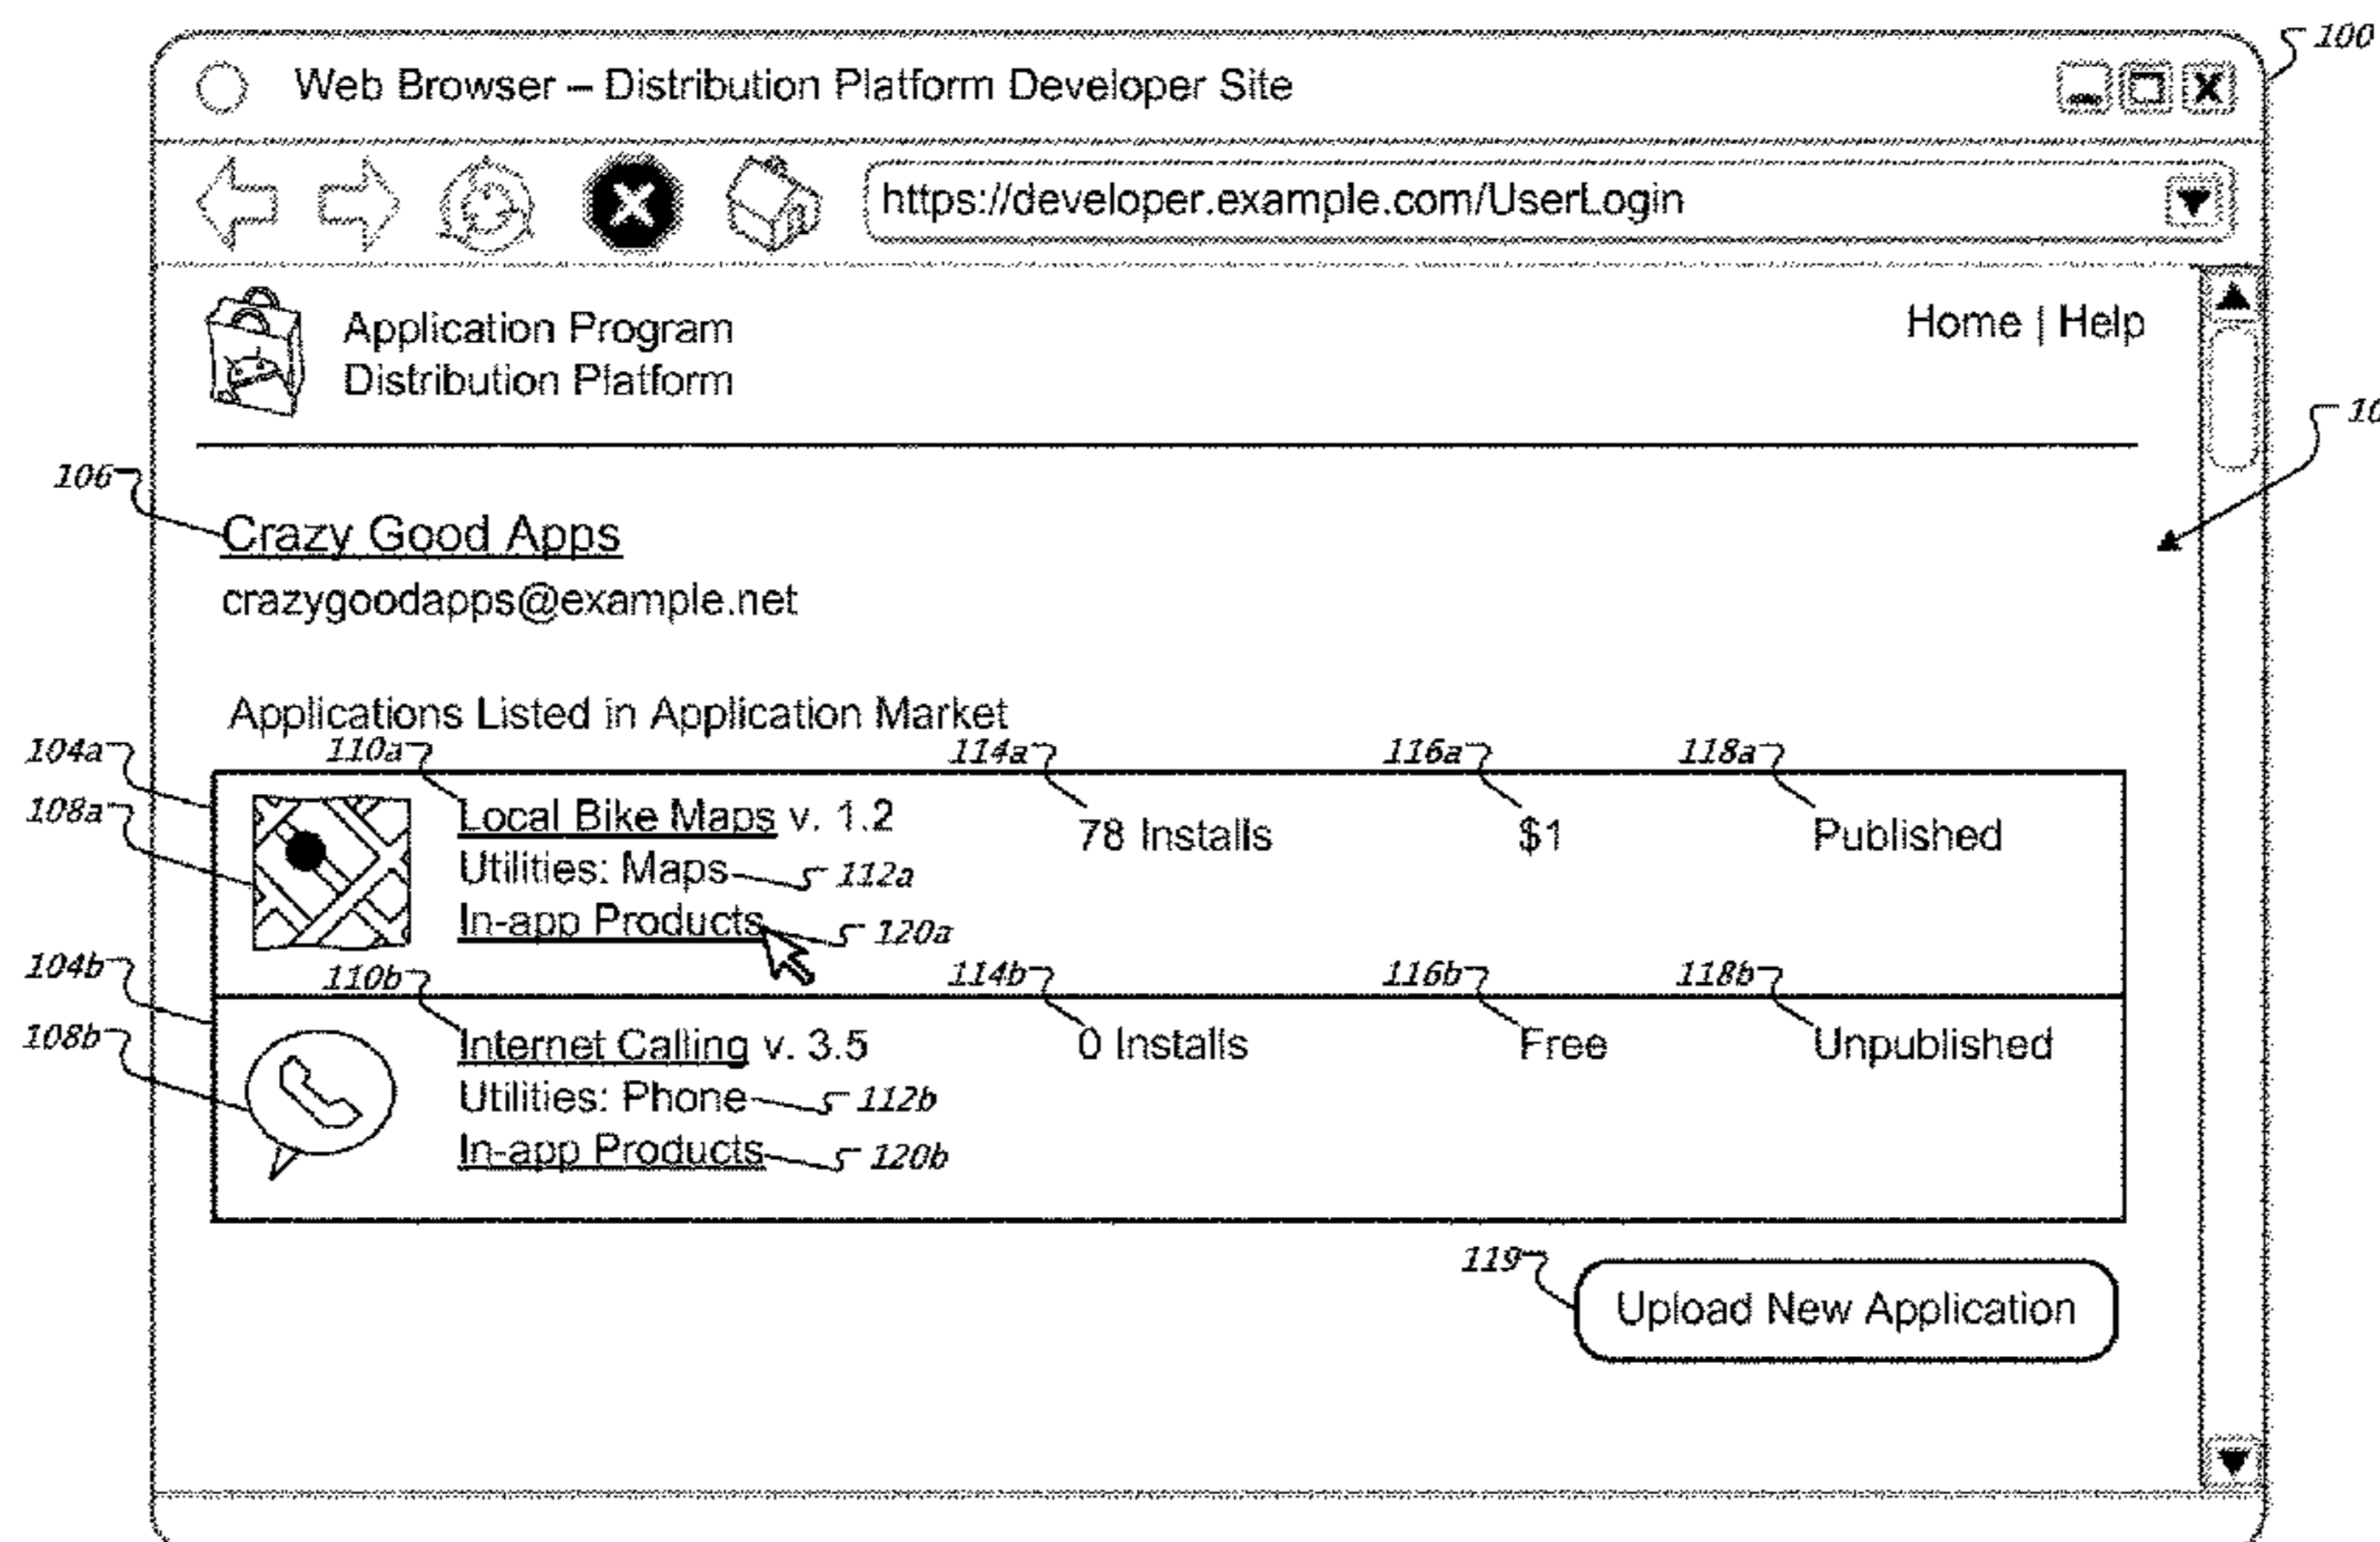 100
Web Browser – Distribution Platform Developer Site
https://developer.example.com/UserLogin
Application Program
Distribution Platform
Home | Help
106
Crazy Good Apps
crazygoodapps@example.net
Applications Listed in Application Market
104a 110a 114a 116a 118a
108a
Local Bike Maps v. 1.2 78 Installs $1 Published
Utilities: Maps 112a
In-app Products 120a
104b 110b 114b 116b 118b
108b
Internet Calling v. 3.5 0 Installs Free Unpublished
Utilities: Phone 112b
In-app Products 120b
119
Upload New Application